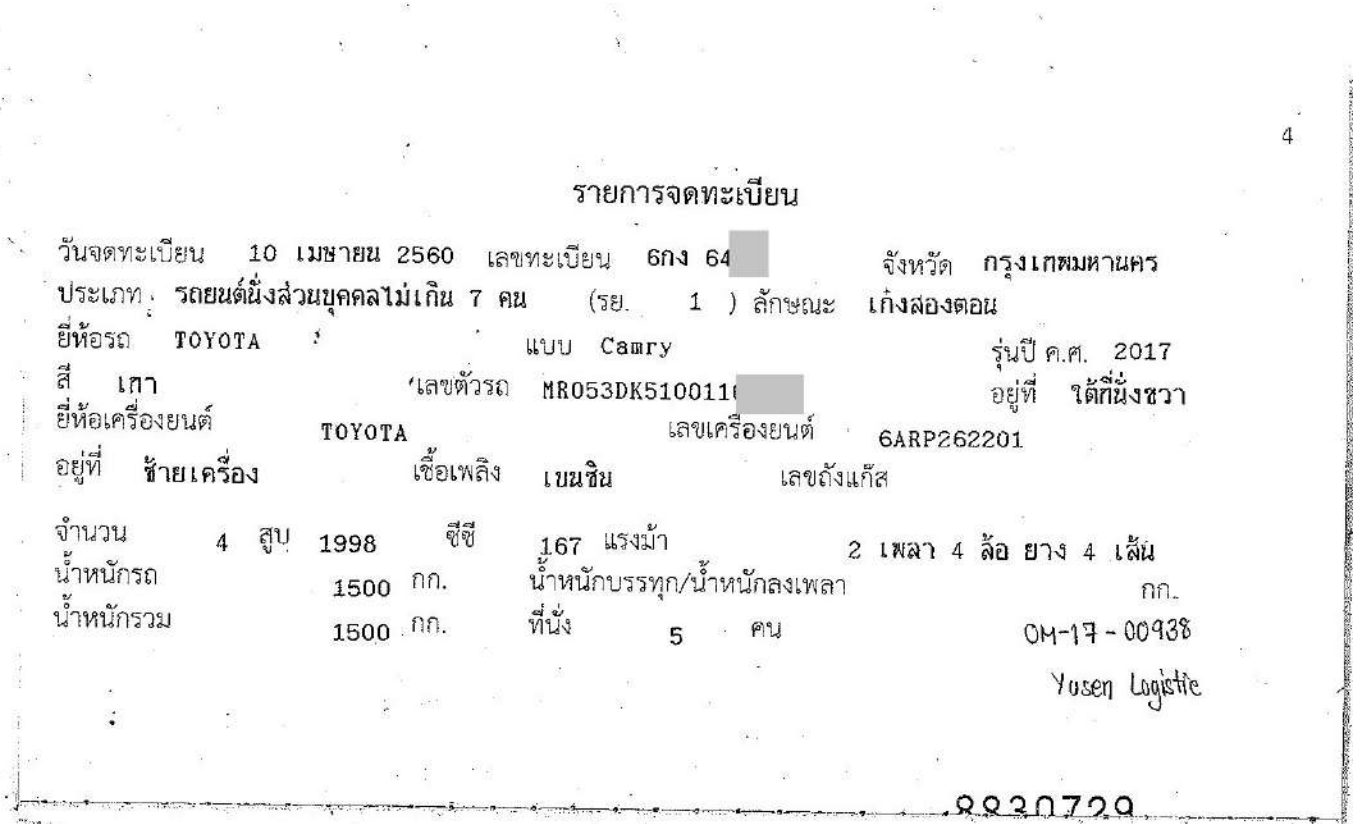 4
รายการจดทะเบียน
วันจดทะเบียน 10 เมษายน 2560 เลขทะเบียน 6กง 64 จังหวัด กรุงเทพมหานคร
ประเภท รถยนต์นั่งส่วนบุคคลไม่เกิน 7 คน (รย. 1 ) ลักษณะ เก๋งสองตอน
ยี่ห้อรถ TOYOTA แบบ Camry รุ่นปี ค.ศ. 2017
สี เทา เลขตัวรถ MR053DK510011 อยู่ที่ ใต้ที่นั่งขวา
ยี่ห้อเครื่องยนต์ TOYOTA เลขเครื่องยนต์ 6ARP262201
อยู่ที่ ซ้ายเครื่อง เชื้อเพลิง เบนซิน เลขถังแก๊ส
จำนวน 4 สูบ 1998 ซีซี 167 แรงม้า 2 เพลา 4 ล้อ ยาง 4 เส้น
น้ำหนักรถ 1500 กก. น้ำหนักบรรทุก/น้ำหนักลงเพลา กก.
น้ำหนักรวม 1500 กก. ที่นั่ง 5 คน OM-17-00938
Yusen Logistic
8830729